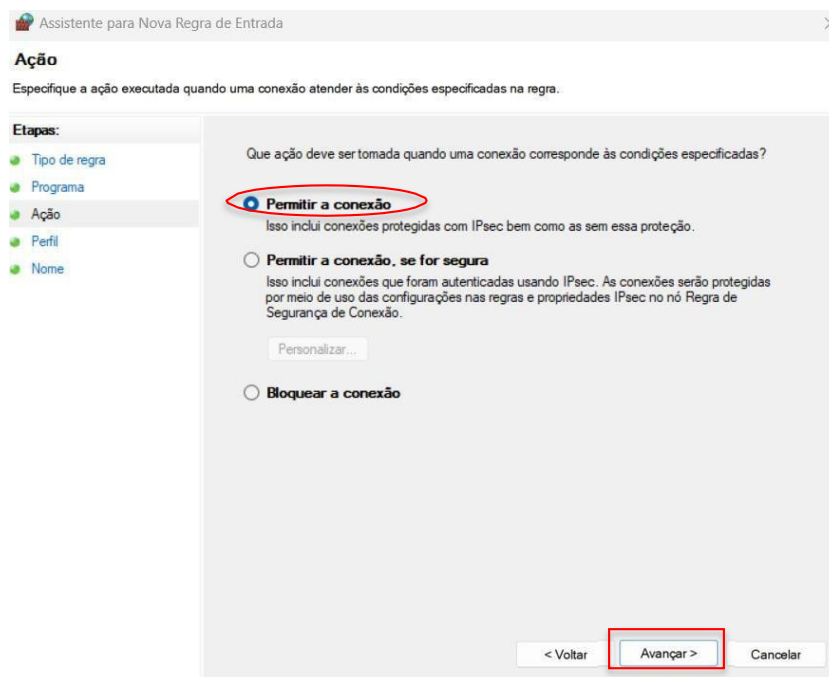 Assistente para Nova Regra de Entrada
Ação
Especifique a ação executada quando uma conexão atender às condições especificadas na regra.
Etapas:
Tipo de regra
Programa
Ação
Perfil
Nome
Que ação deve ser tomada quando uma conexão corresponde às condições especificadas?
Permitir a conexão
Isso inclui conexões protegidas com IPsec bem como as sem essa proteção.
Permitir a conexão, se for segura
Isso inclui conexões que foram autenticadas usando IPsec. As conexões serão protegidas
por meio de uso das configurações nas regras e propriedades IPsec no nó Regra de
Segurança de Conexão.
Personalizar...
Bloquear a conexão
< Voltar
Avançar >
Cancelar